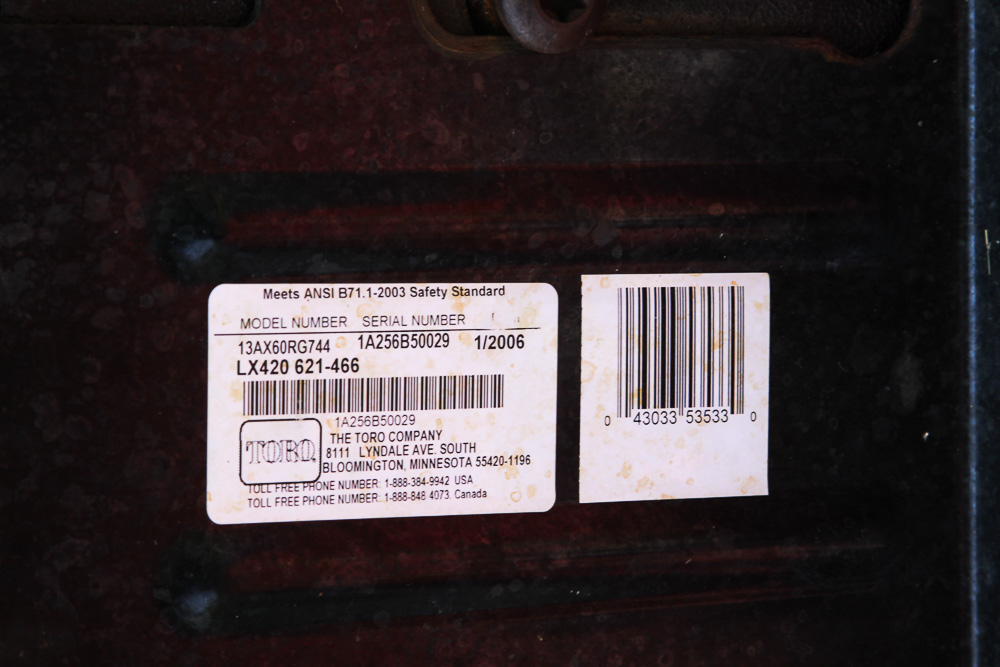 Meets ANSI B71.1-2003 Safety Standard
MODEL NUMBER SERIAL NUMBER
13AX60RG744 1A256B50029 1/2006
LX420 621-466
1A256B50029
TORO
THE TORO COMPANY
8111 LYNDALE AVE. SOUTH
BLOOMINGTON, MINNESOTA 55420-1196
TOLL FREE PHONE NUMBER: 1-888-384-9942 USA
TOLL FREE PHONE NUMBER: 1-888-848 4073. Canada
0 43033 53533 0